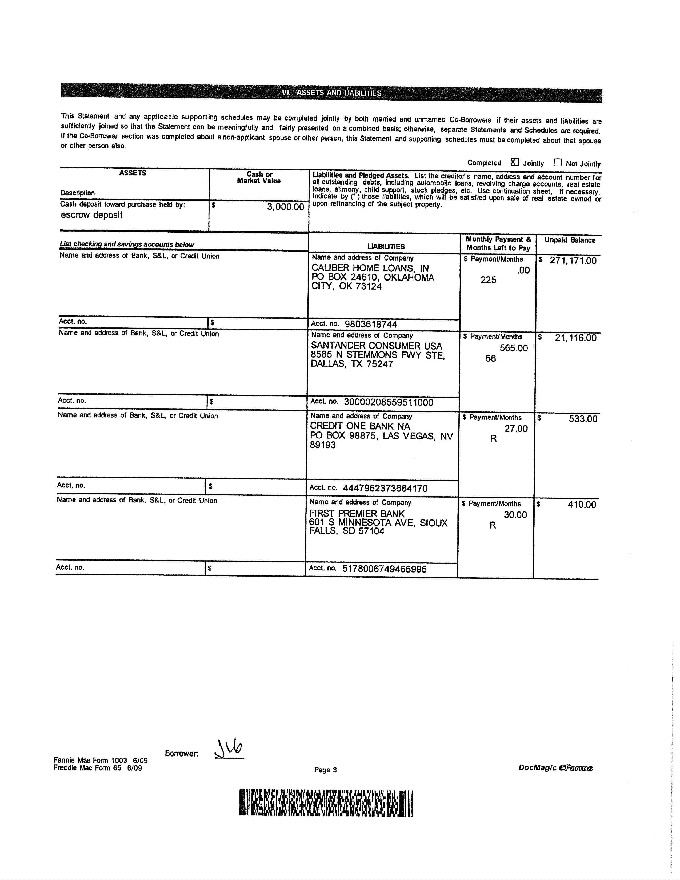 VI. ASSETS AND LIABILITIES
This Statement and any applicable supporting schedules may be completed jointly by both married and unmarried Co-Borrowers if their assets and liabilities are
sufficiently joined so that the Statement can be meaningfully and fairly presented on a combined basis; otherwise, separate Statements and Schedules are required.
If the Co-Borrower section was completed about a non-applicant spouse or other person, this Statement and supporting schedules must be completed about that spouse
or other person also.
Completed X Jointly Not Jointly
ASSETS
Cash or
Market Value
Description
Cash deposit toward purchase held by:
escrow deposit
$ 3,000.00
Liabilities and Pledged Assets. List the creditor's name, address and account number for
all outstanding debts, including automobile loans, revolving charge accounts, real estate
loans, alimony, child support, stock pledges, etc. Use continuation sheet, if necessary.
Indicate by (*) those liabilities, which will be satisfied upon sale of real estate owned or
upon refinancing of the subject property.
List checking and savings accounts below
LIABILITIES
Monthly Payment &
Months Left to Pay
Unpaid Balance
Name and address of Bank, S&L, or Credit Union
Name and address of Company
CALIBER HOME LOANS, IN
PO BOX 24610, OKLAHOMA
CITY, OK 73124
$ Payment/Months
.00
225
$ 271,171.00
Acct. no. $
Acct. no. 9803618744
Name and address of Bank, S&L, or Credit Union
Name and address of Company
SANTANDER CONSUMER USA
8585 N STEMMONS FWY STE,
DALLAS, TX 75247
$ Payment/Months
565.00
56
$ 21,116.00
Acct. no. $
Acct. no. 30000208559511000
Name and address of Bank, S&L, or Credit Union
Name and address of Company
CREDIT ONE BANK NA
PO BOX 98875, LAS VEGAS, NV
89193
$ Payment/Months
27.00
R
$ 533.00
Acct. no. $
Acct. no. 4447962373664170
Name and address of Bank, S&L, or Credit Union
Name and address of Company
FIRST PREMIER BANK
601 S MINNESOTA AVE, SIOUX
FALLS, SD 57104
$ Payment/Months
30.00
R
$ 410.00
Acct. no. $
Acct. no. 5178006749466995
Borrower:
Fannie Mae Form 1003 6/09
Freddie Mac Form 65 6/09
Page 3
DocMagic